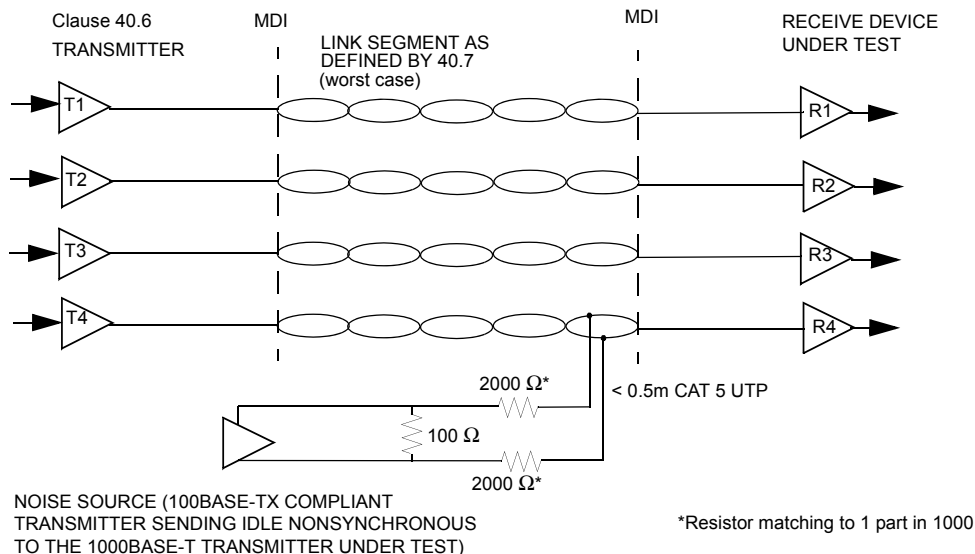 Clause 40.6
TRANSMITTER
MDI
LINK SEGMENT AS
DEFINED BY 40.7
(worst case)
MDI
RECEIVE DEVICE
UNDER TEST
T1
R1
T2
R2
T3
R3
T4
R4
2000 Ω*
< 0.5m CAT 5 UTP
100 Ω
2000 Ω*
NOISE SOURCE (100BASE-TX COMPLIANT
TRANSMITTER SENDING IDLE NONSYNCHRONOUS
TO THE 1000BASE-T TRANSMITTER UNDER TEST)
*Resistor matching to 1 part in 1000